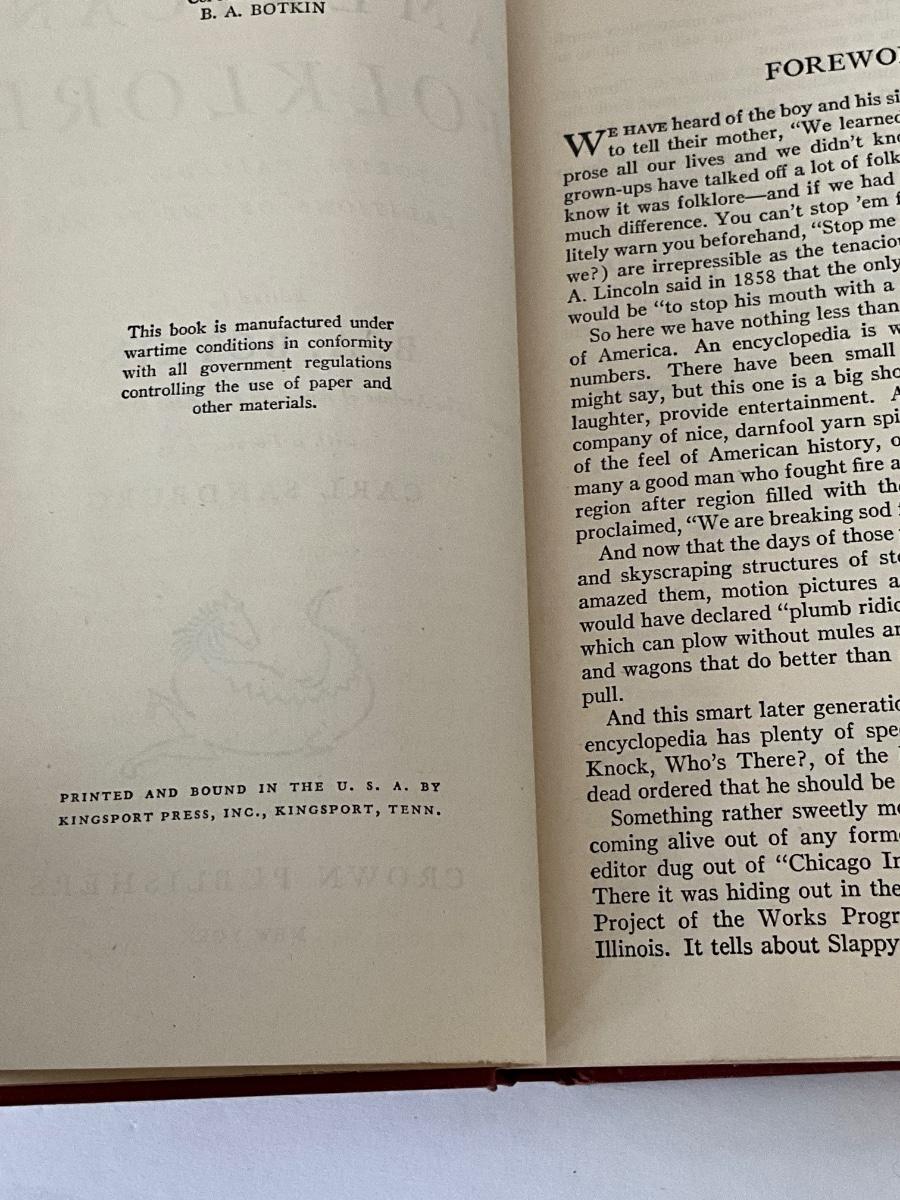 B. A. BOTKIN
This book is manufactured under
wartime conditions in conformity
with all government regulations
controlling the use of paper and
other materials.
PRINTED AND BOUND IN THE U. S. A. BY
KINGSPORT PRESS, INC., KINGSPORT, TENN.
FOREWO
WE HAVE heard of the boy and his si
to tell their mother, "We learned
prose all our lives and we didn't kno
grown-ups have talked off a lot of folk
know it was folklore—and if we had
much difference. You can't stop 'em f
litely warn you beforehand, "Stop me
we?) are irrepressible as the tenaciou
A. Lincoln said in 1858 that the only
would be "to stop his mouth with a
So here we have nothing less than
of America. An encyclopedia is w
numbers. There have been small
might say, but this one is a big sho
laughter, provide entertainment. A
company of nice, darnfool yarn spi
of the feel of American history, o
many a good man who fought fire a
region after region filled with the
proclaimed, "We are breaking sod f
And now that the days of those
and skyscraping structures of ste
amazed them, motion pictures a
would have declared "plumb ridic
which can plow without mules an
and wagons that do better than
pull.
And this smart later generatio
encyclopedia has plenty of spe
Knock, Who's There?, of the
dead ordered that he should be
Something rather sweetly me
coming alive out of any forme
editor dug out of "Chicago In
There it was hiding out in the
Project of the Works Progr
Illinois. It tells about Slappy